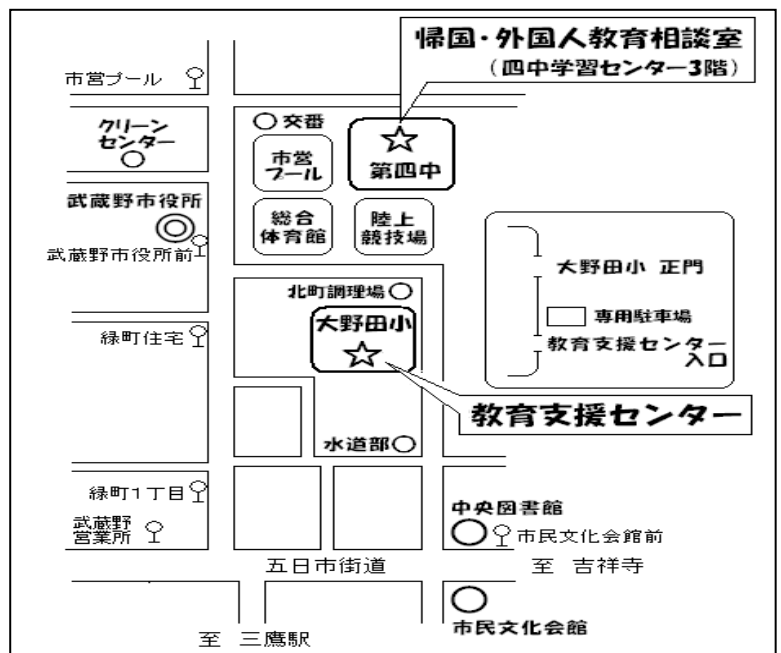 帰国・外国人教育相談室
(四中学習センター3階)
市営プール
クリーン
センター
交番
市営
プール
第四中
武蔵野市役所
武蔵野市役所前
総合
体育館
陸上
競技場
大野田小 正門
専用駐車場
教育支援センター
入口
北町調理場
大野田小
緑町住宅
教育支援センター
水道部
緑町1丁目
武蔵野
営業所
中央図書館
市民文化会館前
五日市街道
至 吉祥寺
市民文化会館
至 三鷹駅